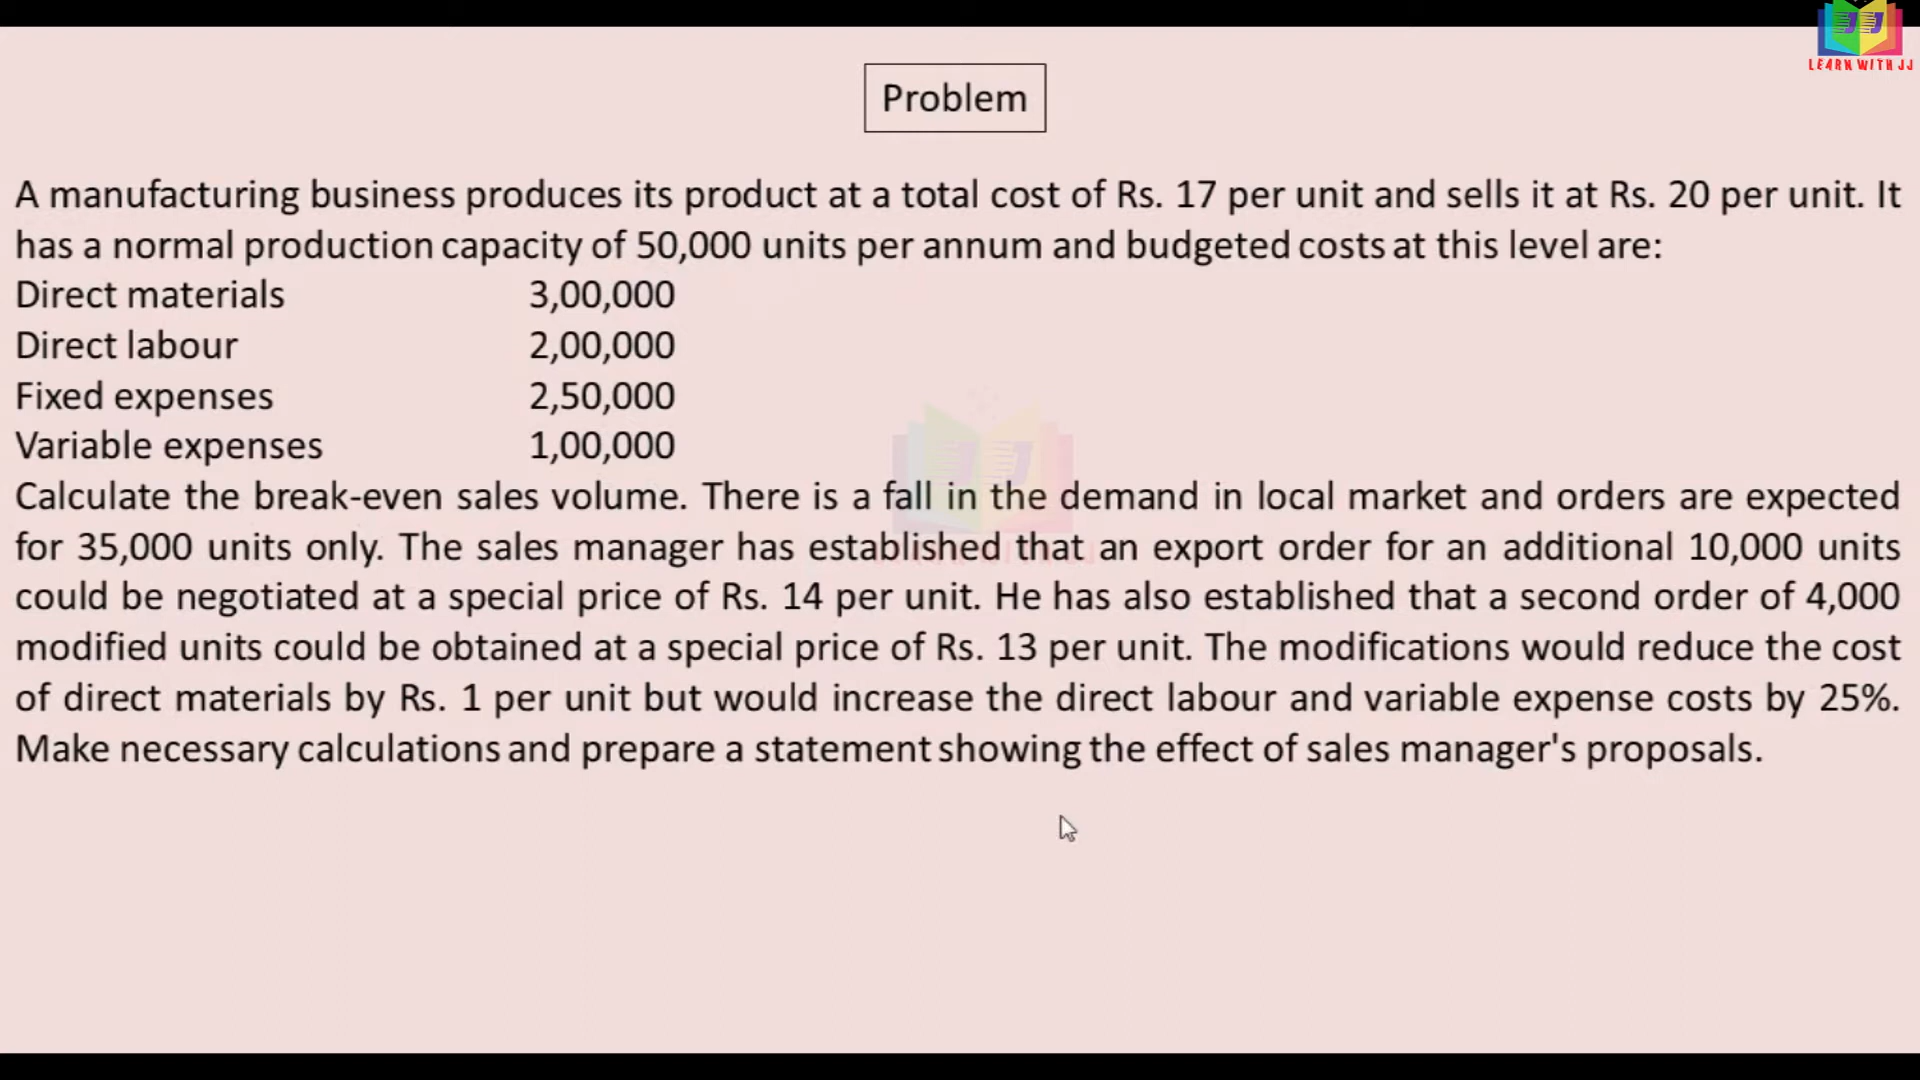 LEARN WITH JJ
Problem
A manufacturing business produces its product at a total cost of Rs. 17 per unit and sells it at Rs. 20 per unit. It
has a normal production capacity of 50,000 units per annum and budgeted costs at this level are:
Direct materials 3,00,000
Direct labour 2,00,000
Fixed expenses 2,50,000
Variable expenses 1,00,000
Calculate the break-even sales volume. There is a fall in the demand in local market and orders are expected
for 35,000 units only. The sales manager has established that an export order for an additional 10,000 units
could be negotiated at a special price of Rs. 14 per unit. He has also established that a second order of 4,000
modified units could be obtained at a special price of Rs. 13 per unit. The modifications would reduce the cost
of direct materials by Rs. 1 per unit but would increase the direct labour and variable expense costs by 25%.
Make necessary calculations and prepare a statement showing the effect of sales manager's proposals.